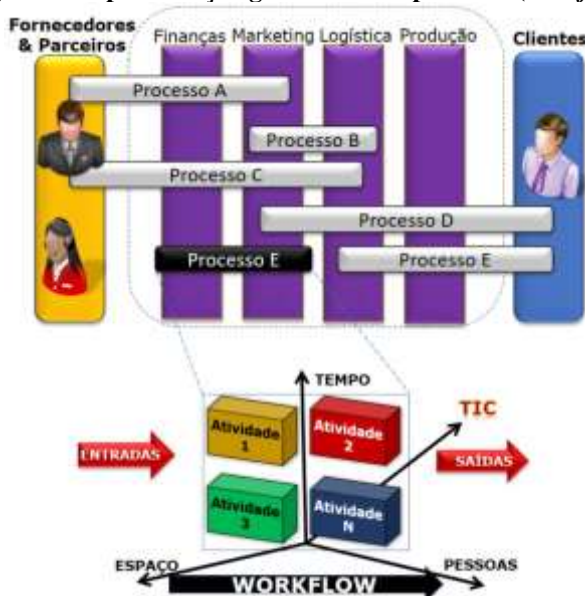 Fornecedores
& Parceiros
Finanças Marketing Logística Produção
Clientes
Processo A
Processo B
Processo C
Processo D
Processo E
Processo E
TEMPO
TIC
Atividade
1
Atividade
2
ENTRADAS
SAÍDAS
Atividade
3
Atividade
N
ESPAÇO
PESSOAS
WORKFLOW